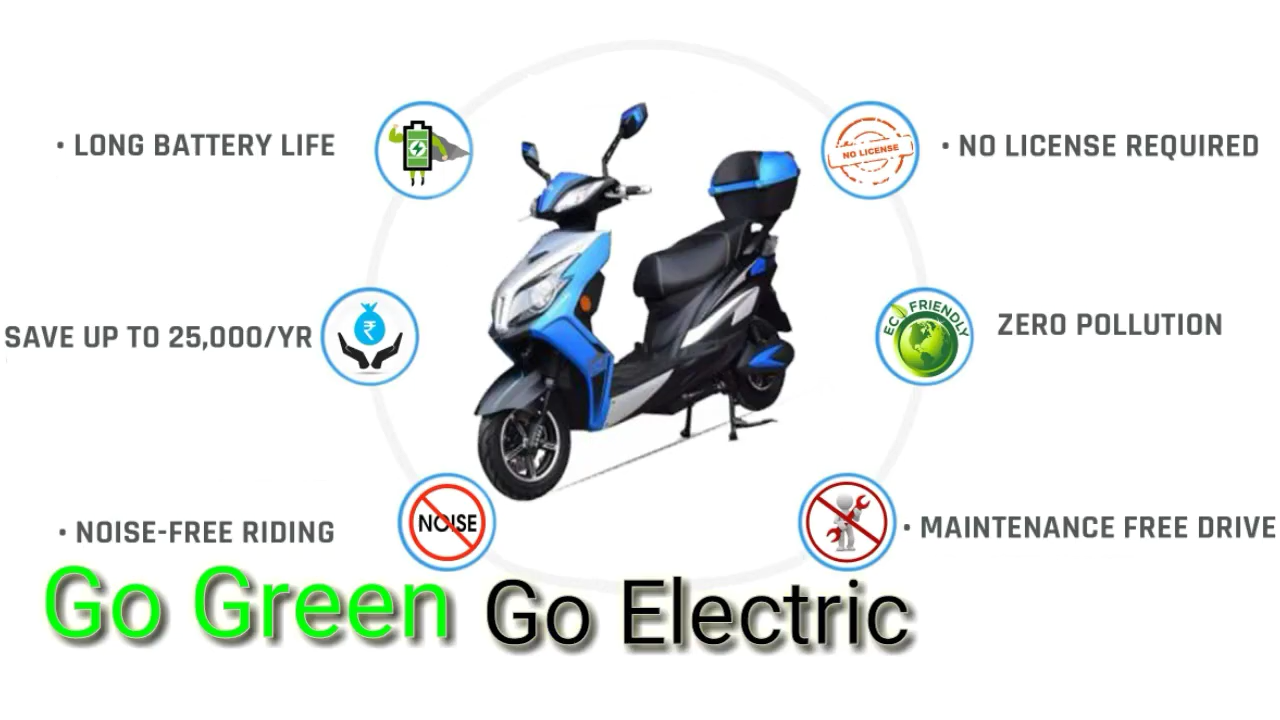 • LONG BATTERY LIFE
NO LICENSE
• NO LICENSE REQUIRED
SAVE UP TO 25,000/YR
₹
ECO FRIENDLY
ZERO POLLUTION
• NOISE-FREE RIDING
NOISE
• MAINTENANCE FREE DRIVE
Go Green Go Electric